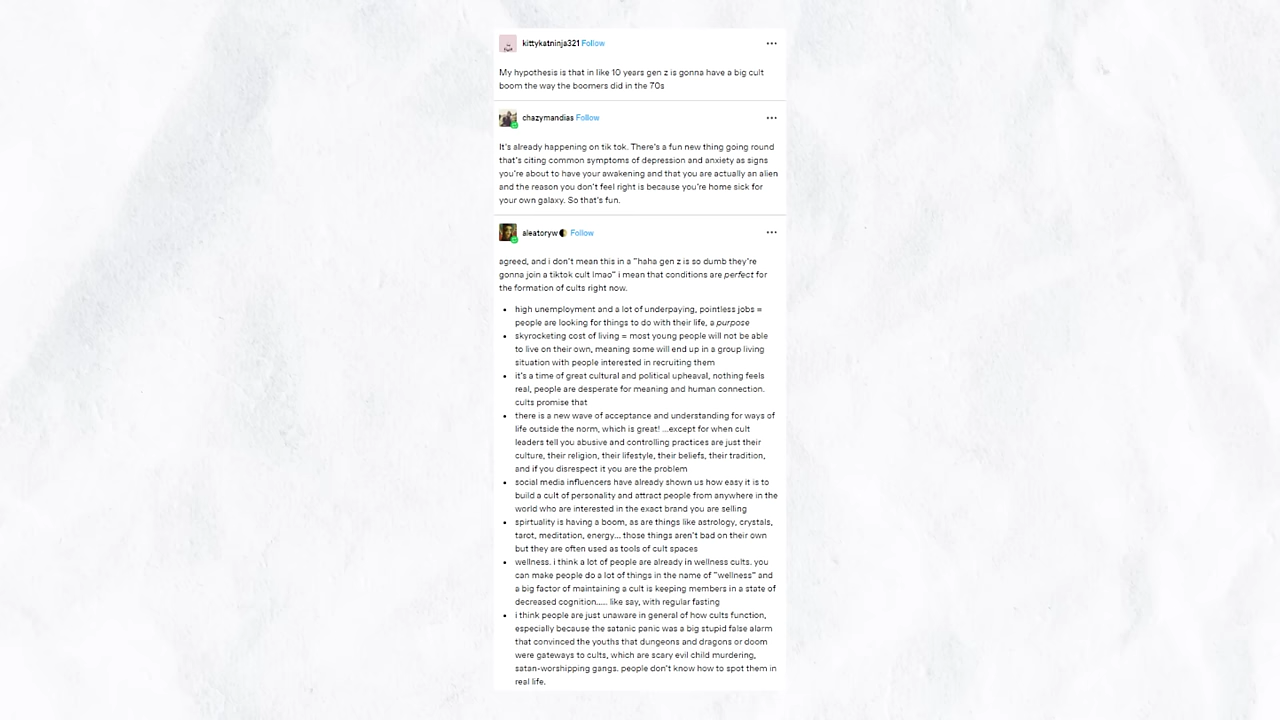 kittykatninja321 Follow
My hypothesis is that in like 10 years gen z is gonna have a big cult
boom the way the boomers did in the 70s
chazymandias Follow
It's already happening on tik tok. There's a fun new thing going round
that's citing common symptoms of depression and anxiety as signs
you're about to have your awakening and that you are actually an alien
and the reason you don't feel right is because you're home sick for
your own galaxy. So that's fun.
aleatoryw🌓 Follow
agreed, and i don't mean this in a "haha gen z is so dumb they're
gonna join a tiktok cult lmao" i mean that conditions are perfect for
the formation of cults right now.
• high unemployment and a lot of underpaying, pointless jobs =
people are looking for things to do with their life, a purpose
• skyrocketing cost of living = most young people will not be able
to live on their own, meaning some will end up in a group living
situation with people interested in recruiting them
• it's a time of great cultural and political upheaval, nothing feels
real, people are desperate for meaning and human connection.
cults promise that
• there is a new wave of acceptance and understanding for ways of
life outside the norm, which is great! ...except for when cult
leaders tell you abusive and controlling practices are just their
culture, their religion, their lifestyle, their beliefs, their tradition,
and if you disrespect it you are the problem
• social media influencers have already shown us how easy it is to
build a cult of personality and attract people from anywhere in the
world who are interested in the exact brand you are selling
• spirtuality is having a boom, as are things like astrology, crystals,
tarot, meditation, energy... those things aren't bad on their own
but they are often used as tools of cult spaces
• wellness. i think a lot of people are already in wellness cults. you
can make people do a lot of things in the name of "wellness" and
a big factor of maintaining a cult is keeping members in a state of
decreased cognition..... like say, with regular fasting
• i think people are just unaware in general of how cults function,
especially because the satanic panic was a big stupid false alarm
that convinced the youths that dungeons and dragons or doom
were gateways to cults, which are scary evil child murdering,
satan-worshipping gangs. people don't know how to spot them in
real life.